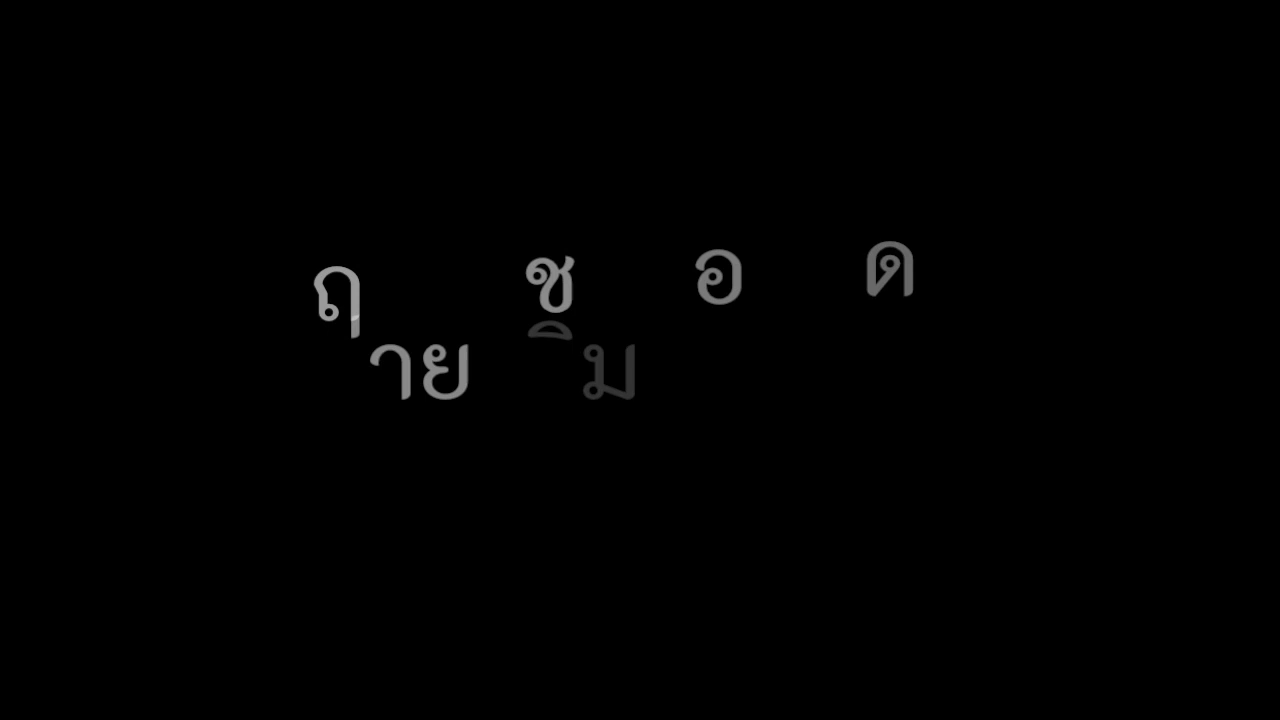 ฤ ช อ ด
าย ิม